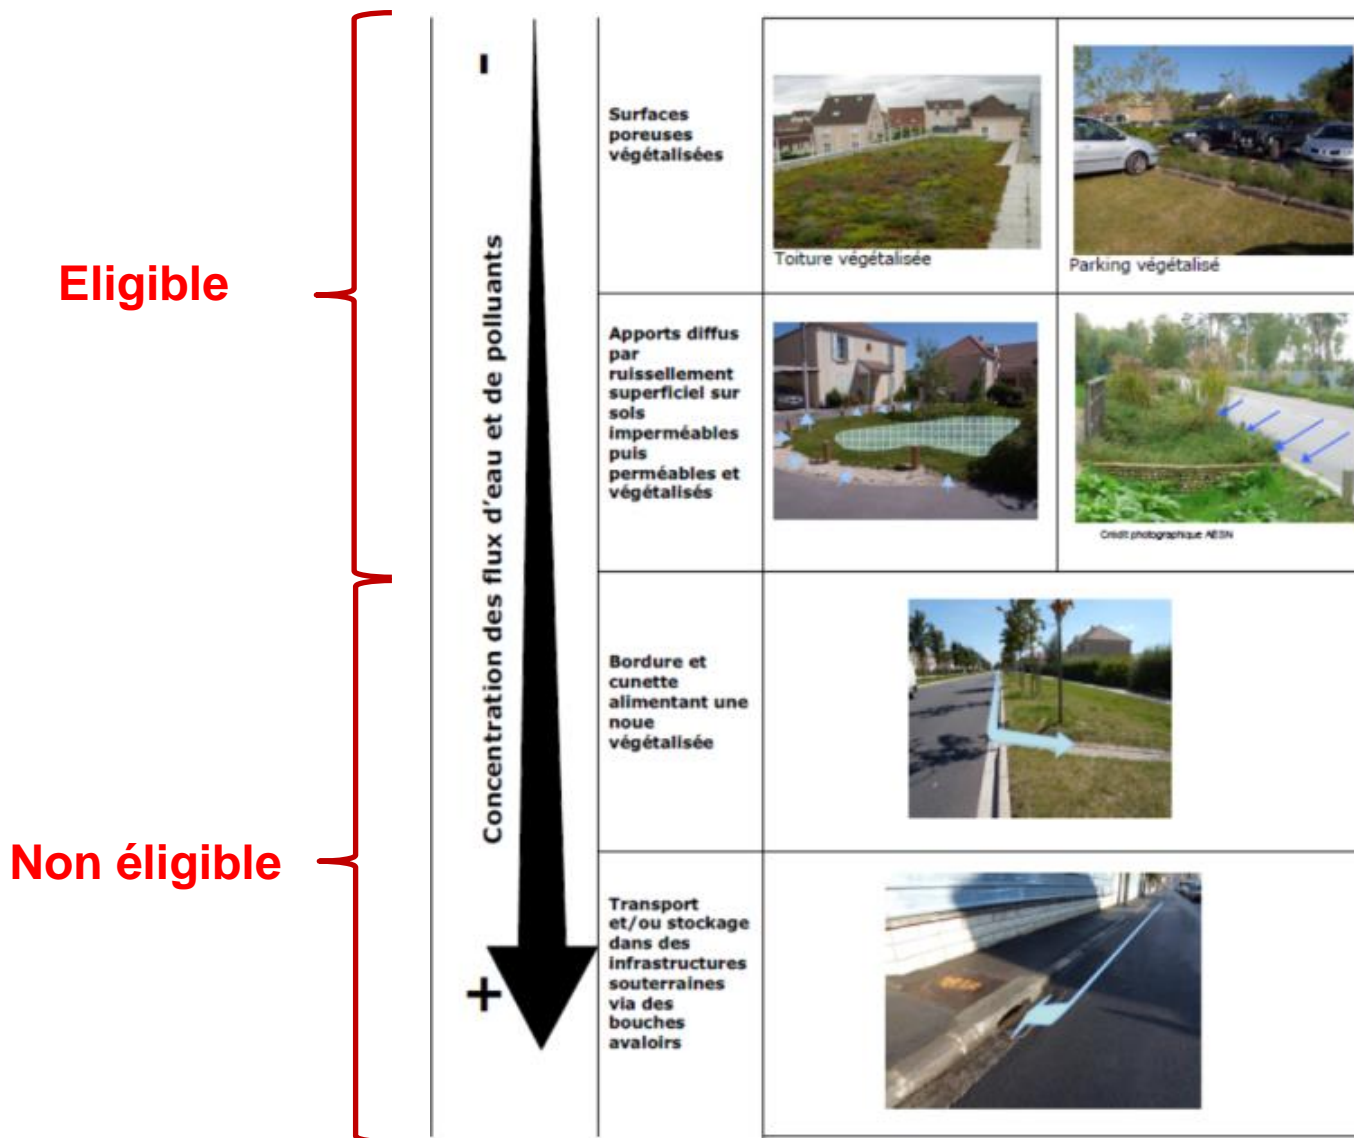 Eligible
Non éligible
-
Concentration des flux d'eau et de polluants
+
Surfaces
poreuses
végétalisées
Toiture végétalisée
Parking végétalisé
Apports diffus
par
ruissellement
superficiel sur
sols
imperméables
puis
perméables et
végétalisés
Crédit photographique AESN
Bordure et
cunette
alimentant une
noue
végétalisée
Transport
et/ou stockage
dans des
infrastructures
souterraines
via des
bouches
avaloirs